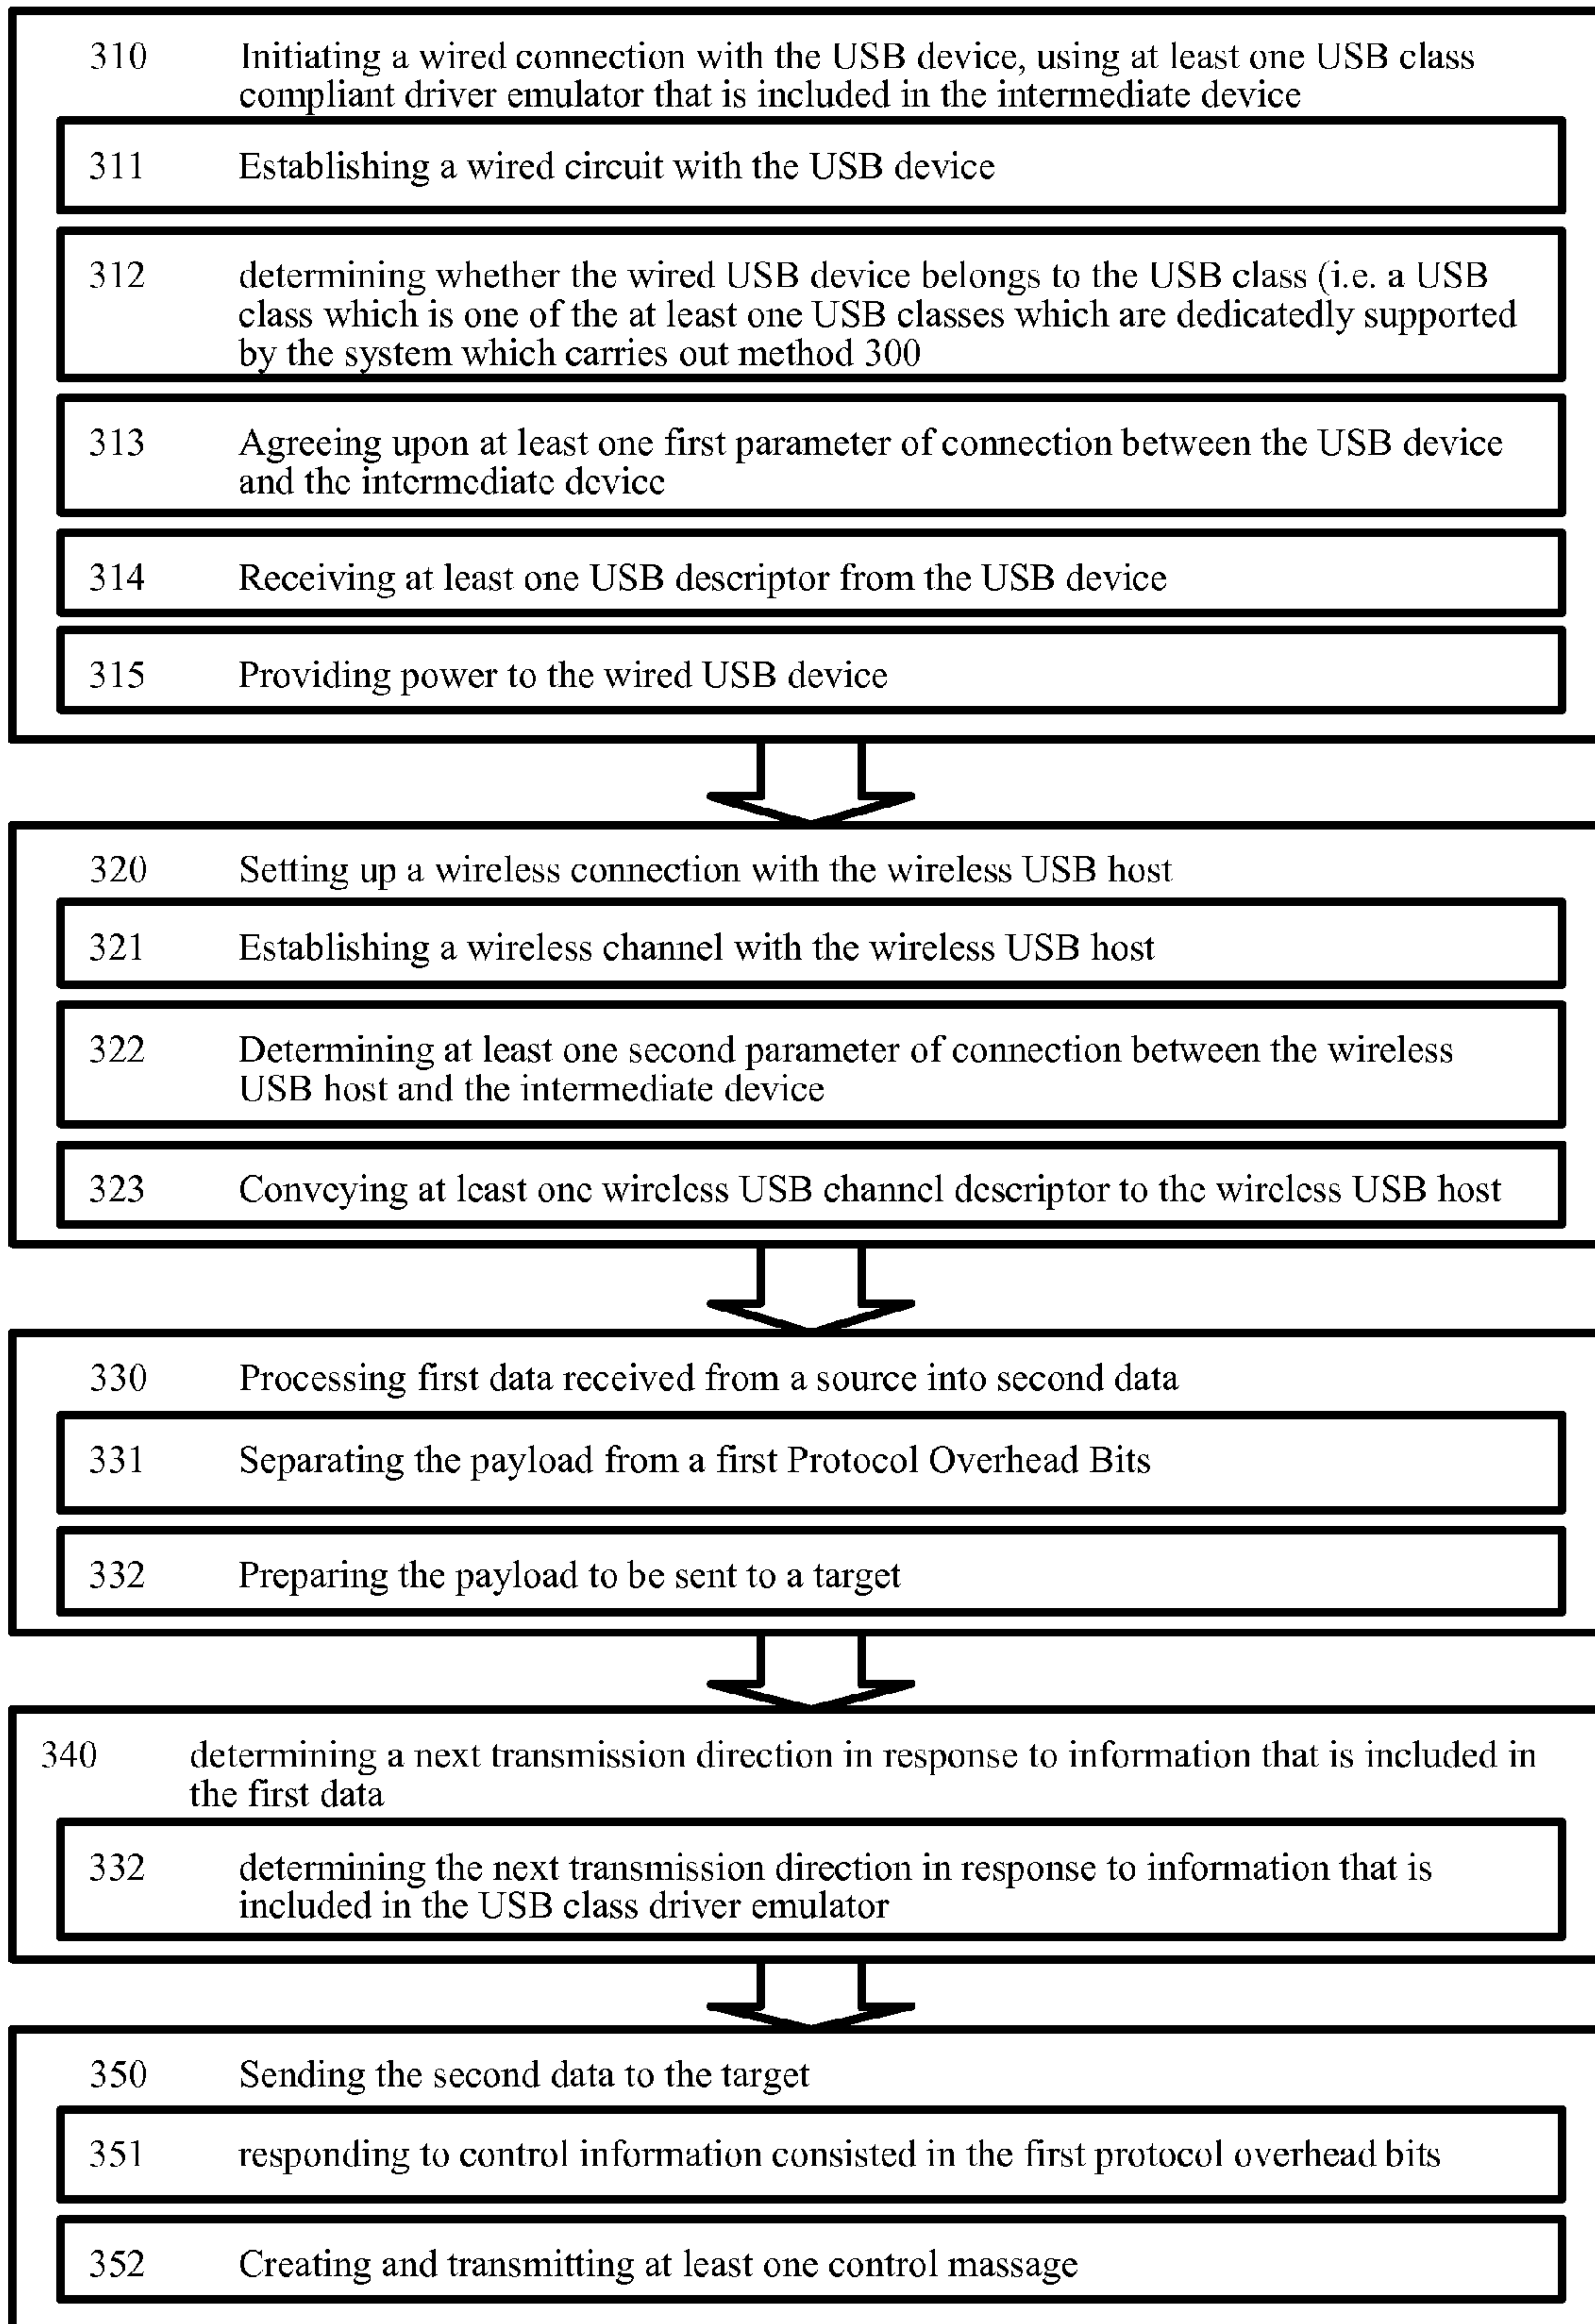 310 Initiating a wired connection with the USB device, using at least one USB class
compliant driver emulator that is included in the intermediate device
311 Establishing a wired circuit with the USB device
312 determining whether the wired USB device belongs to the USB class (i.e. a USB
class which is one of the at least one USB classes which are dedicatedly supported
by the system which carries out method 300
313 Agreeing upon at least one first parameter of connection between the USB device
and the intermediate device
314 Receiving at least one USB descriptor from the USB device
315 Providing power to the wired USB device
320 Setting up a wireless connection with the wireless USB host
321 Establishing a wireless channel with the wireless USB host
322 Determining at least one second parameter of connection between the wireless
USB host and the intermediate device
323 Conveying at least one wireless USB channel descriptor to the wireless USB host
330 Processing first data received from a source into second data
331 Separating the payload from a first Protocol Overhead Bits
332 Preparing the payload to be sent to a target
340 determining a next transmission direction in response to information that is included in
the first data
332 determining the next transmission direction in response to information that is
included in the USB class driver emulator
350 Sending the second data to the target
351 responding to control information consisted in the first protocol overhead bits
352 Creating and transmitting at least one control massage